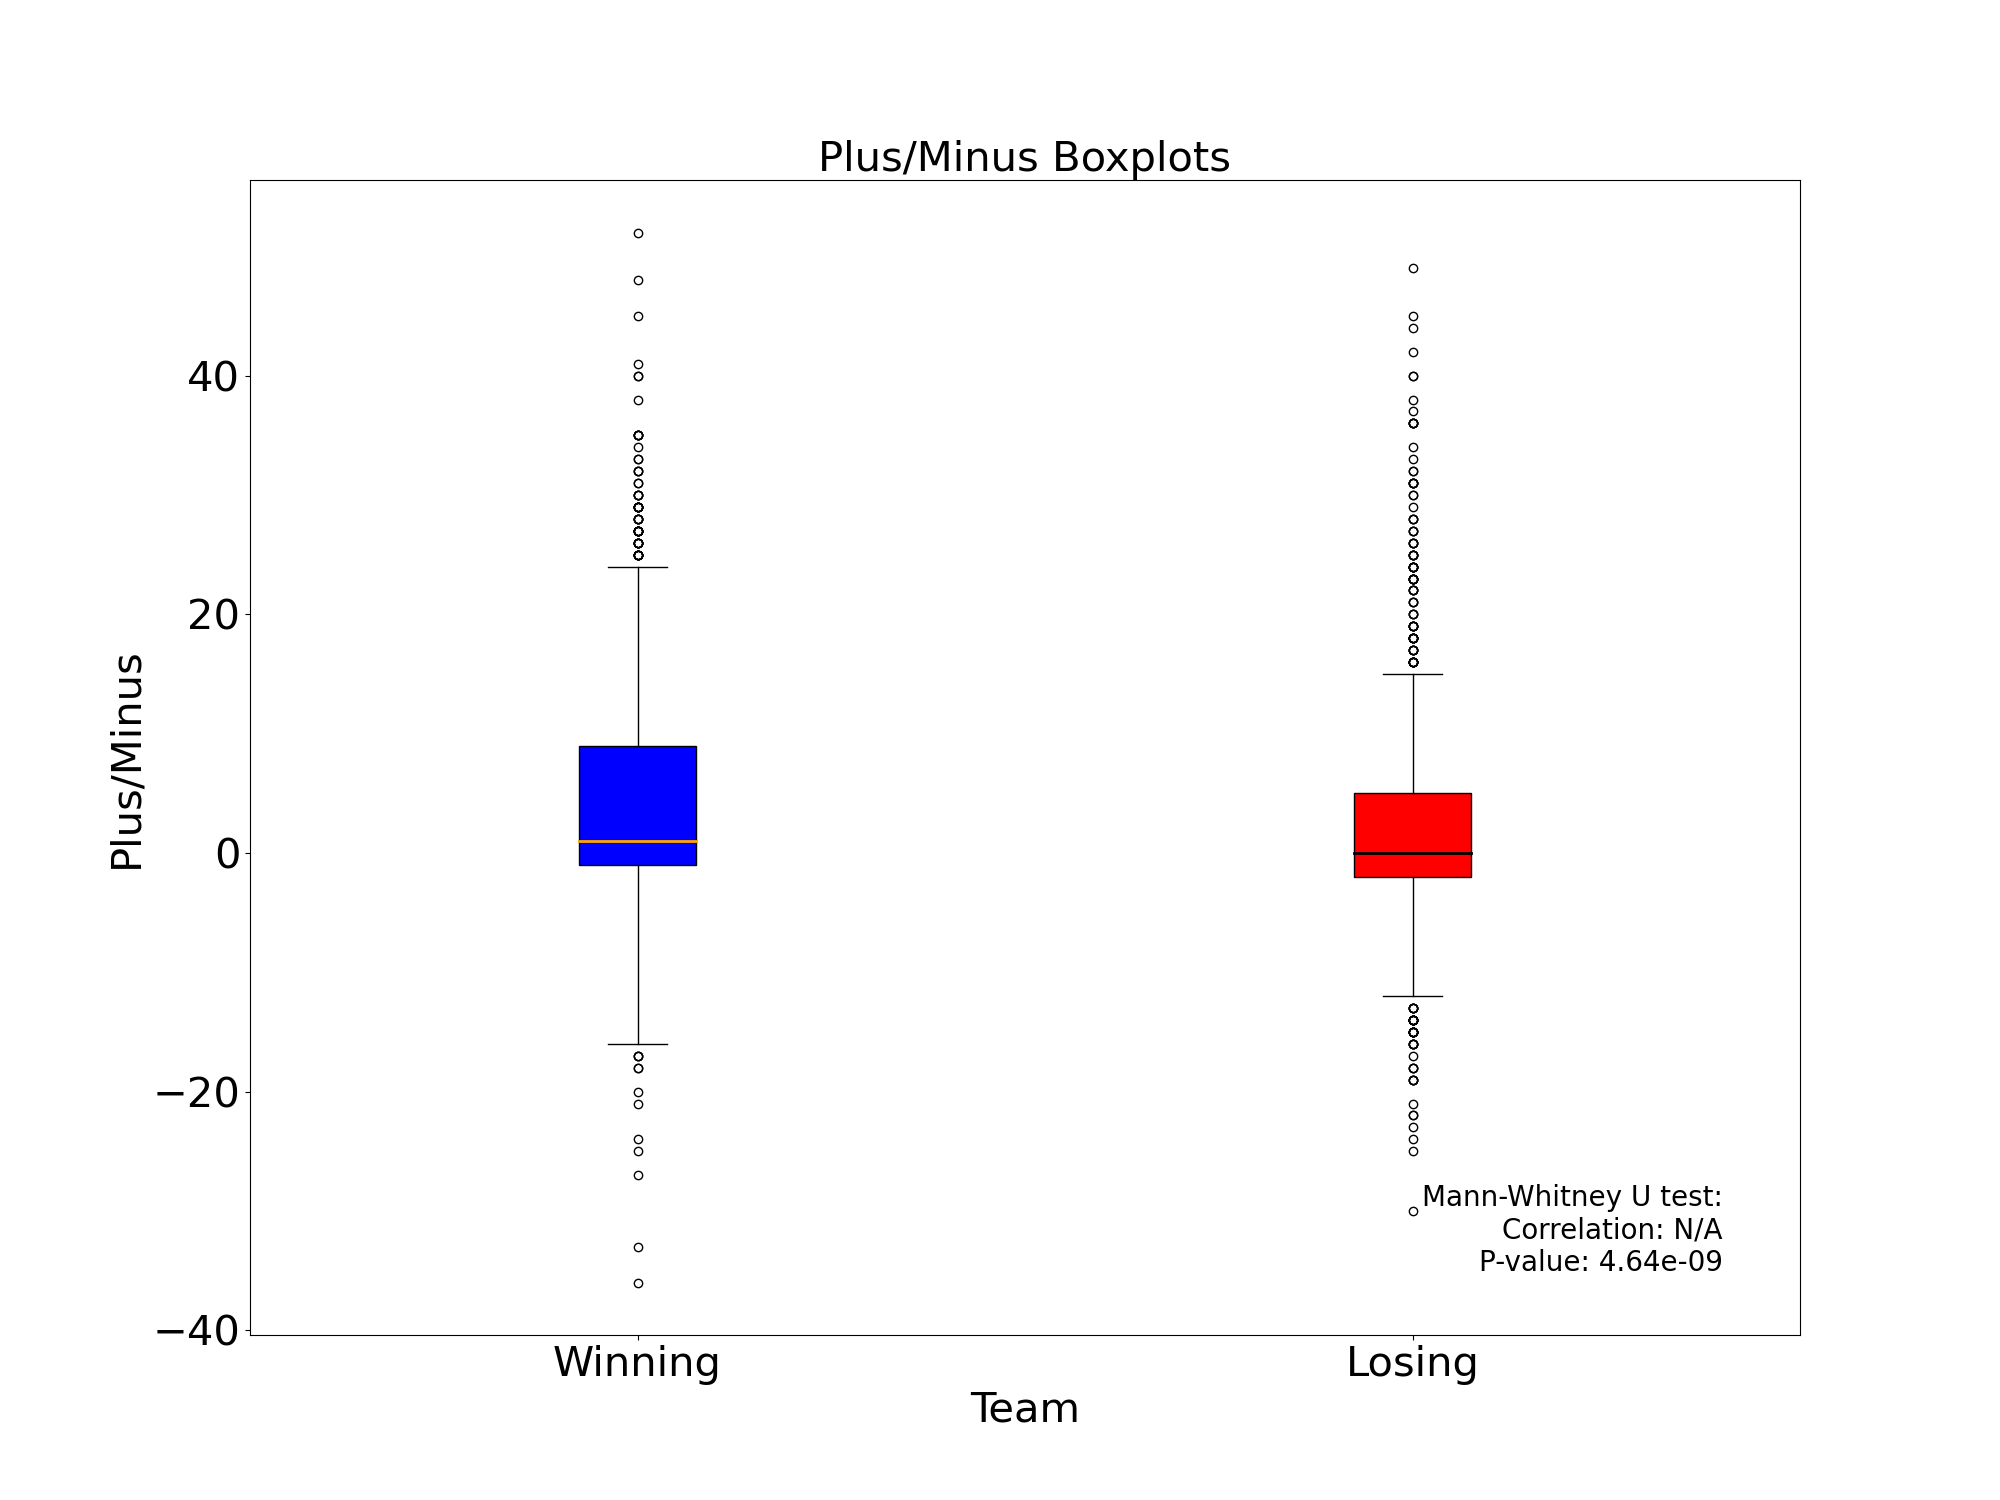 Plus/Minus Boxplots
Plus/Minus
40
20
0
−20
−40
Mann-Whitney U test:
Correlation: N/A
P-value: 4.64e-09
Winning
Losing
Team